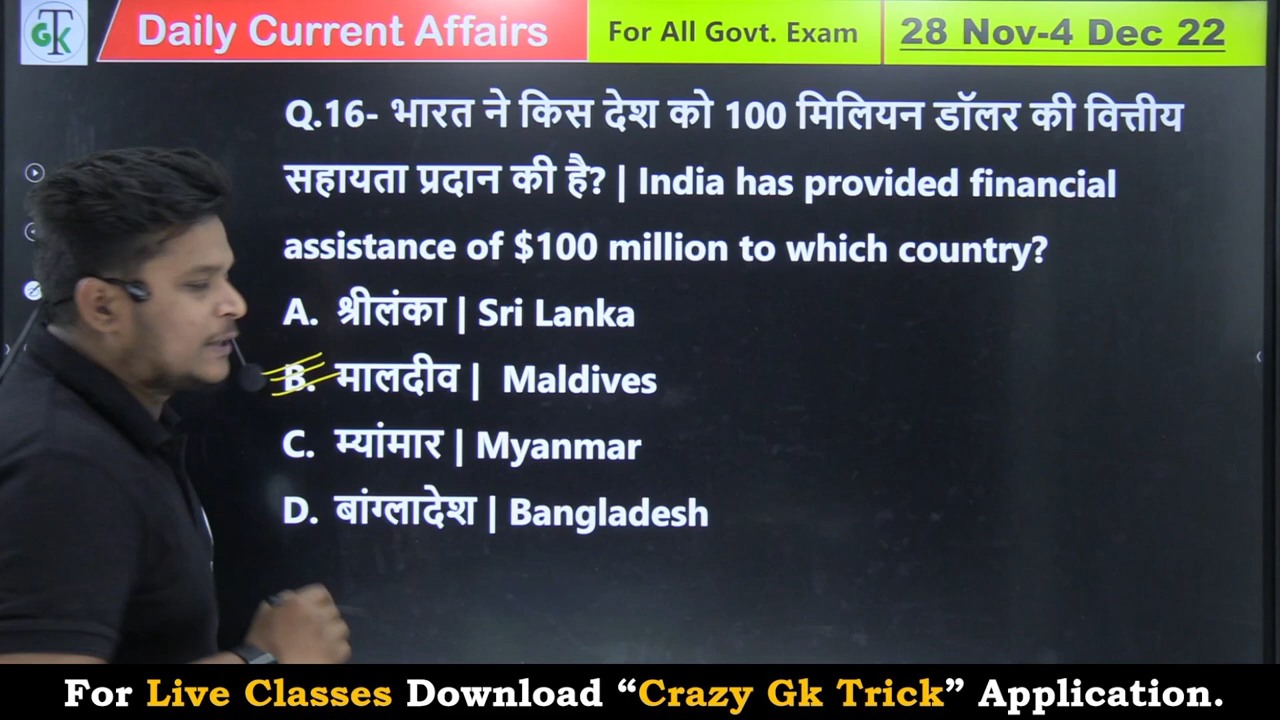 GTK
Daily Current Affairs
For All Govt. Exam
28 Nov-4 Dec 22
Q.16- भारत ने किस देश को 100 मिलियन डॉलर की वित्तीय
सहायता प्रदान की है? | India has provided financial
assistance of $100 million to which country?
A. श्रीलंका | Sri Lanka
B. मालदीव | Maldives
C. म्यांमार | Myanmar
D. बांग्लादेश | Bangladesh
For Live Classes Download “Crazy Gk Trick” Application.